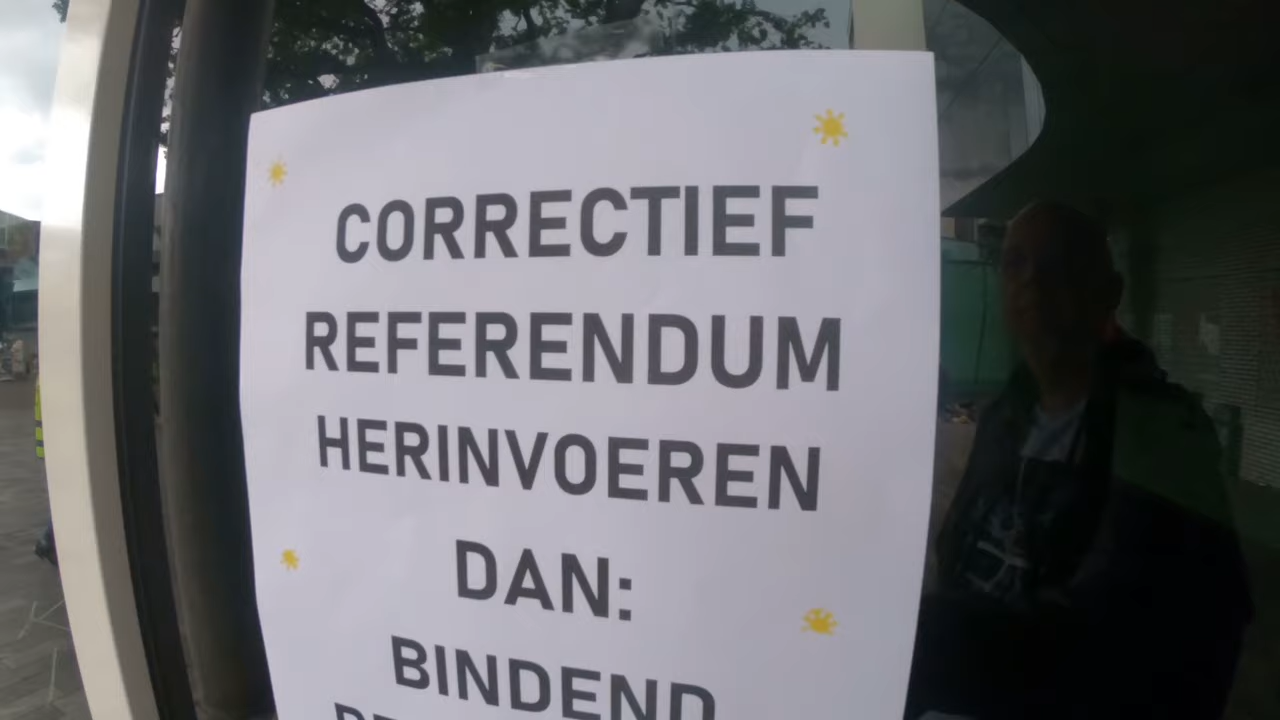 CORRECTIEF
REFERENDUM
HERINVOEREN
DAN:
BINDEND